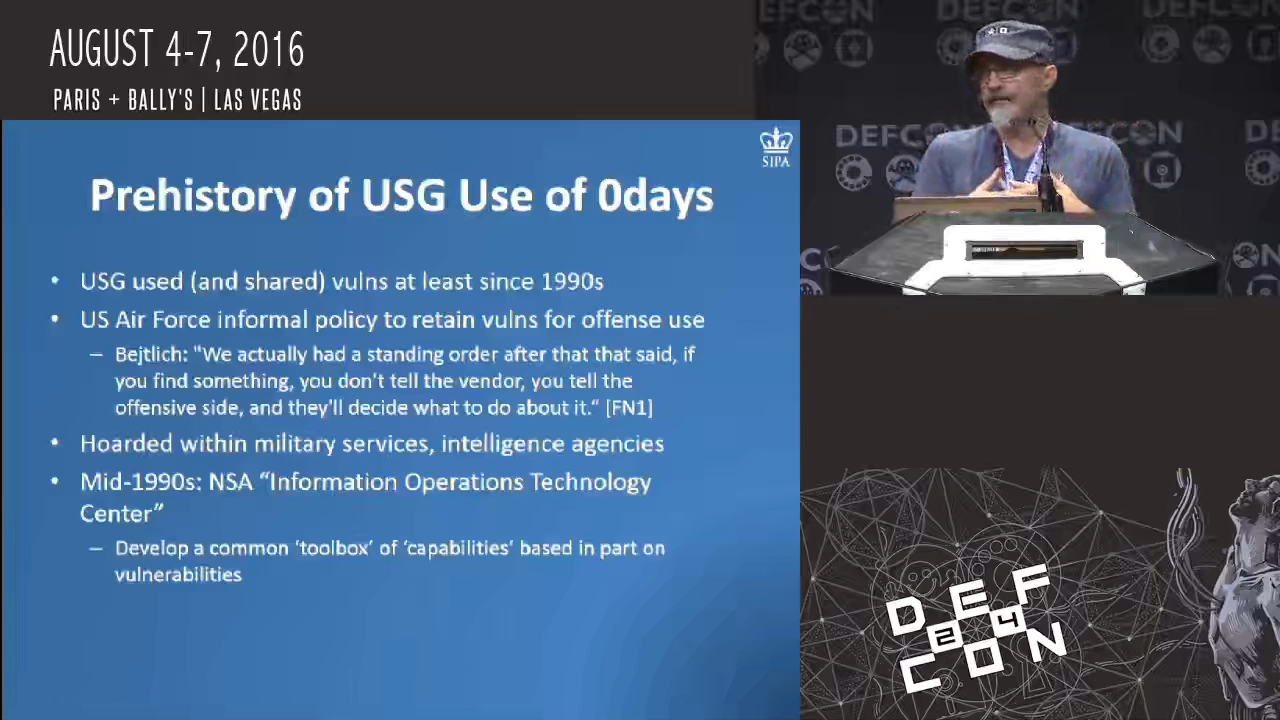 AUGUST 4-7, 2016
PARIS + BALLY'S | LAS VEGAS
SIPA
Prehistory of USG Use of 0days
• USG used (and shared) vulns at least since 1990s
• US Air Force informal policy to retain vulns for offense use
– Bejtlich: "We actually had a standing order after that that said, if
you find something, you don't tell the vendor, you tell the
offensive side, and they'll decide what to do about it." [FN1]
• Hoarded within military services, intelligence agencies
• Mid-1990s: NSA “Information Operations Technology
Center”
– Develop a common ‘toolbox’ of ‘capabilities’ based in part on
vulnerabilities
DEFCON
DEFCON
DEF
24
CON